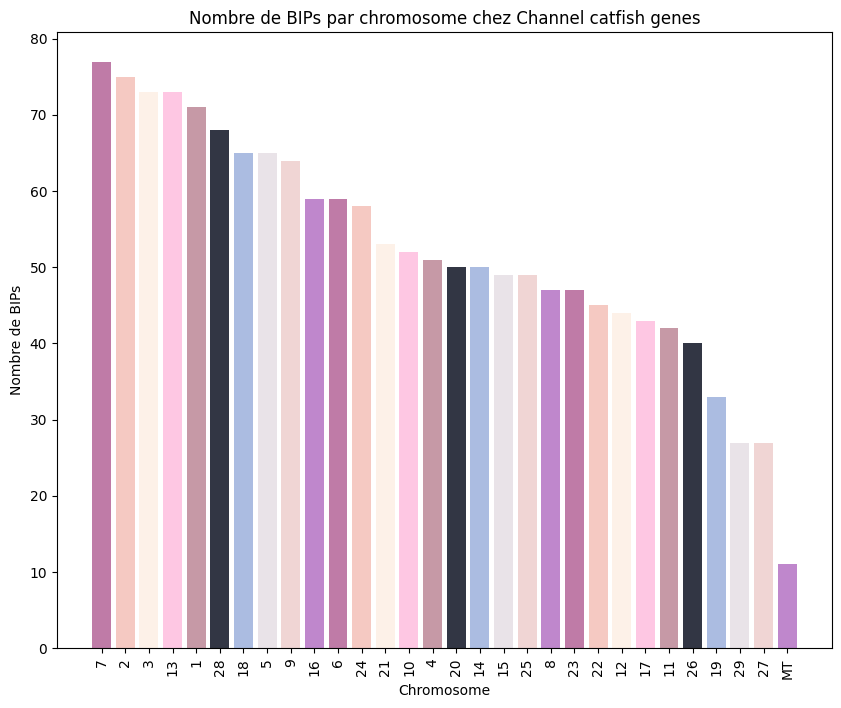 Nombre de BIPs par chromosome chez Channel catfish genes
80
70
60
50
40
30
20
10
0
Nombre de BIPs
7 2 3 13 1 28 18 5 9 16 6 24 21 10 4 20 14 15 25 8 23 22 12 17 11 26 19 29 27 MT
Chromosome